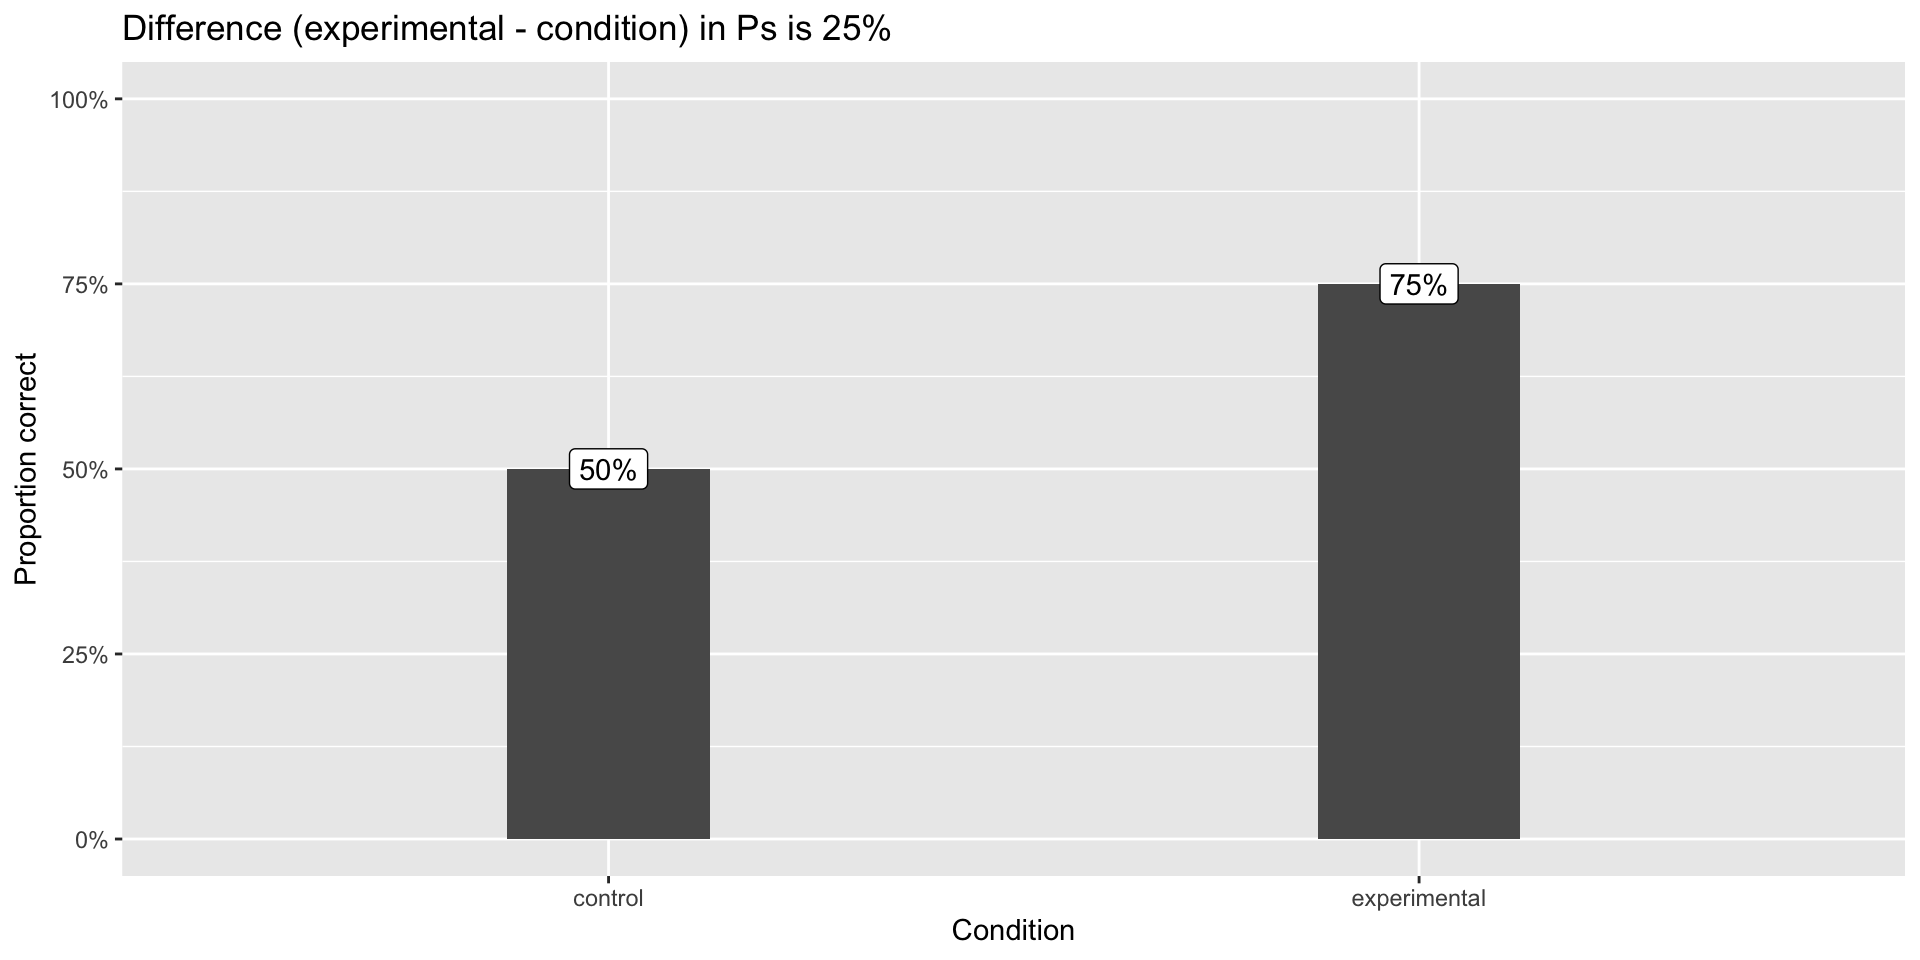 Difference (experimental - condition) in Ps is 25%
100%
75%
50%
25%
0%
Proportion correct
50%
75%
control
experimental
Condition